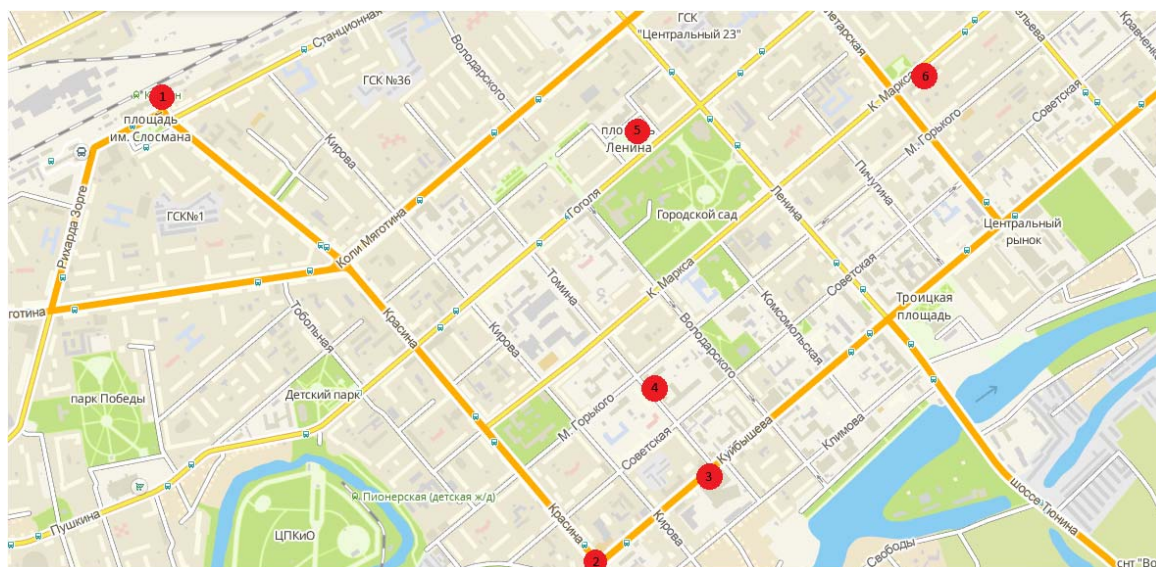 ГСК
"Центральный 23"
Станционная
Володарского
ГСК №36
Кравченко
К. Маркса
6
1
площадь
им. Слосмана
5
Ленина
М. Горького
Советская
Кирова
Пичугина
Ленина
Рихарда Зорге
ГСК№1
Гоголя
Городской сад
Центральный
рынок
Коли Мяготина
К. Маркса
Советская
Томина
Троицкая
площадь
Тобольная
Красина
Кирова
Володарского
Комсомольская
парк Победы
Детский парк
4
М. Горького
Советская
Куйбышева
Климова
3
Пионерская (детская ж/д)
шоссе Тюнина
Пушкина
ЦПКиО
Красина
Кирова
2
Свободы
снт "Во